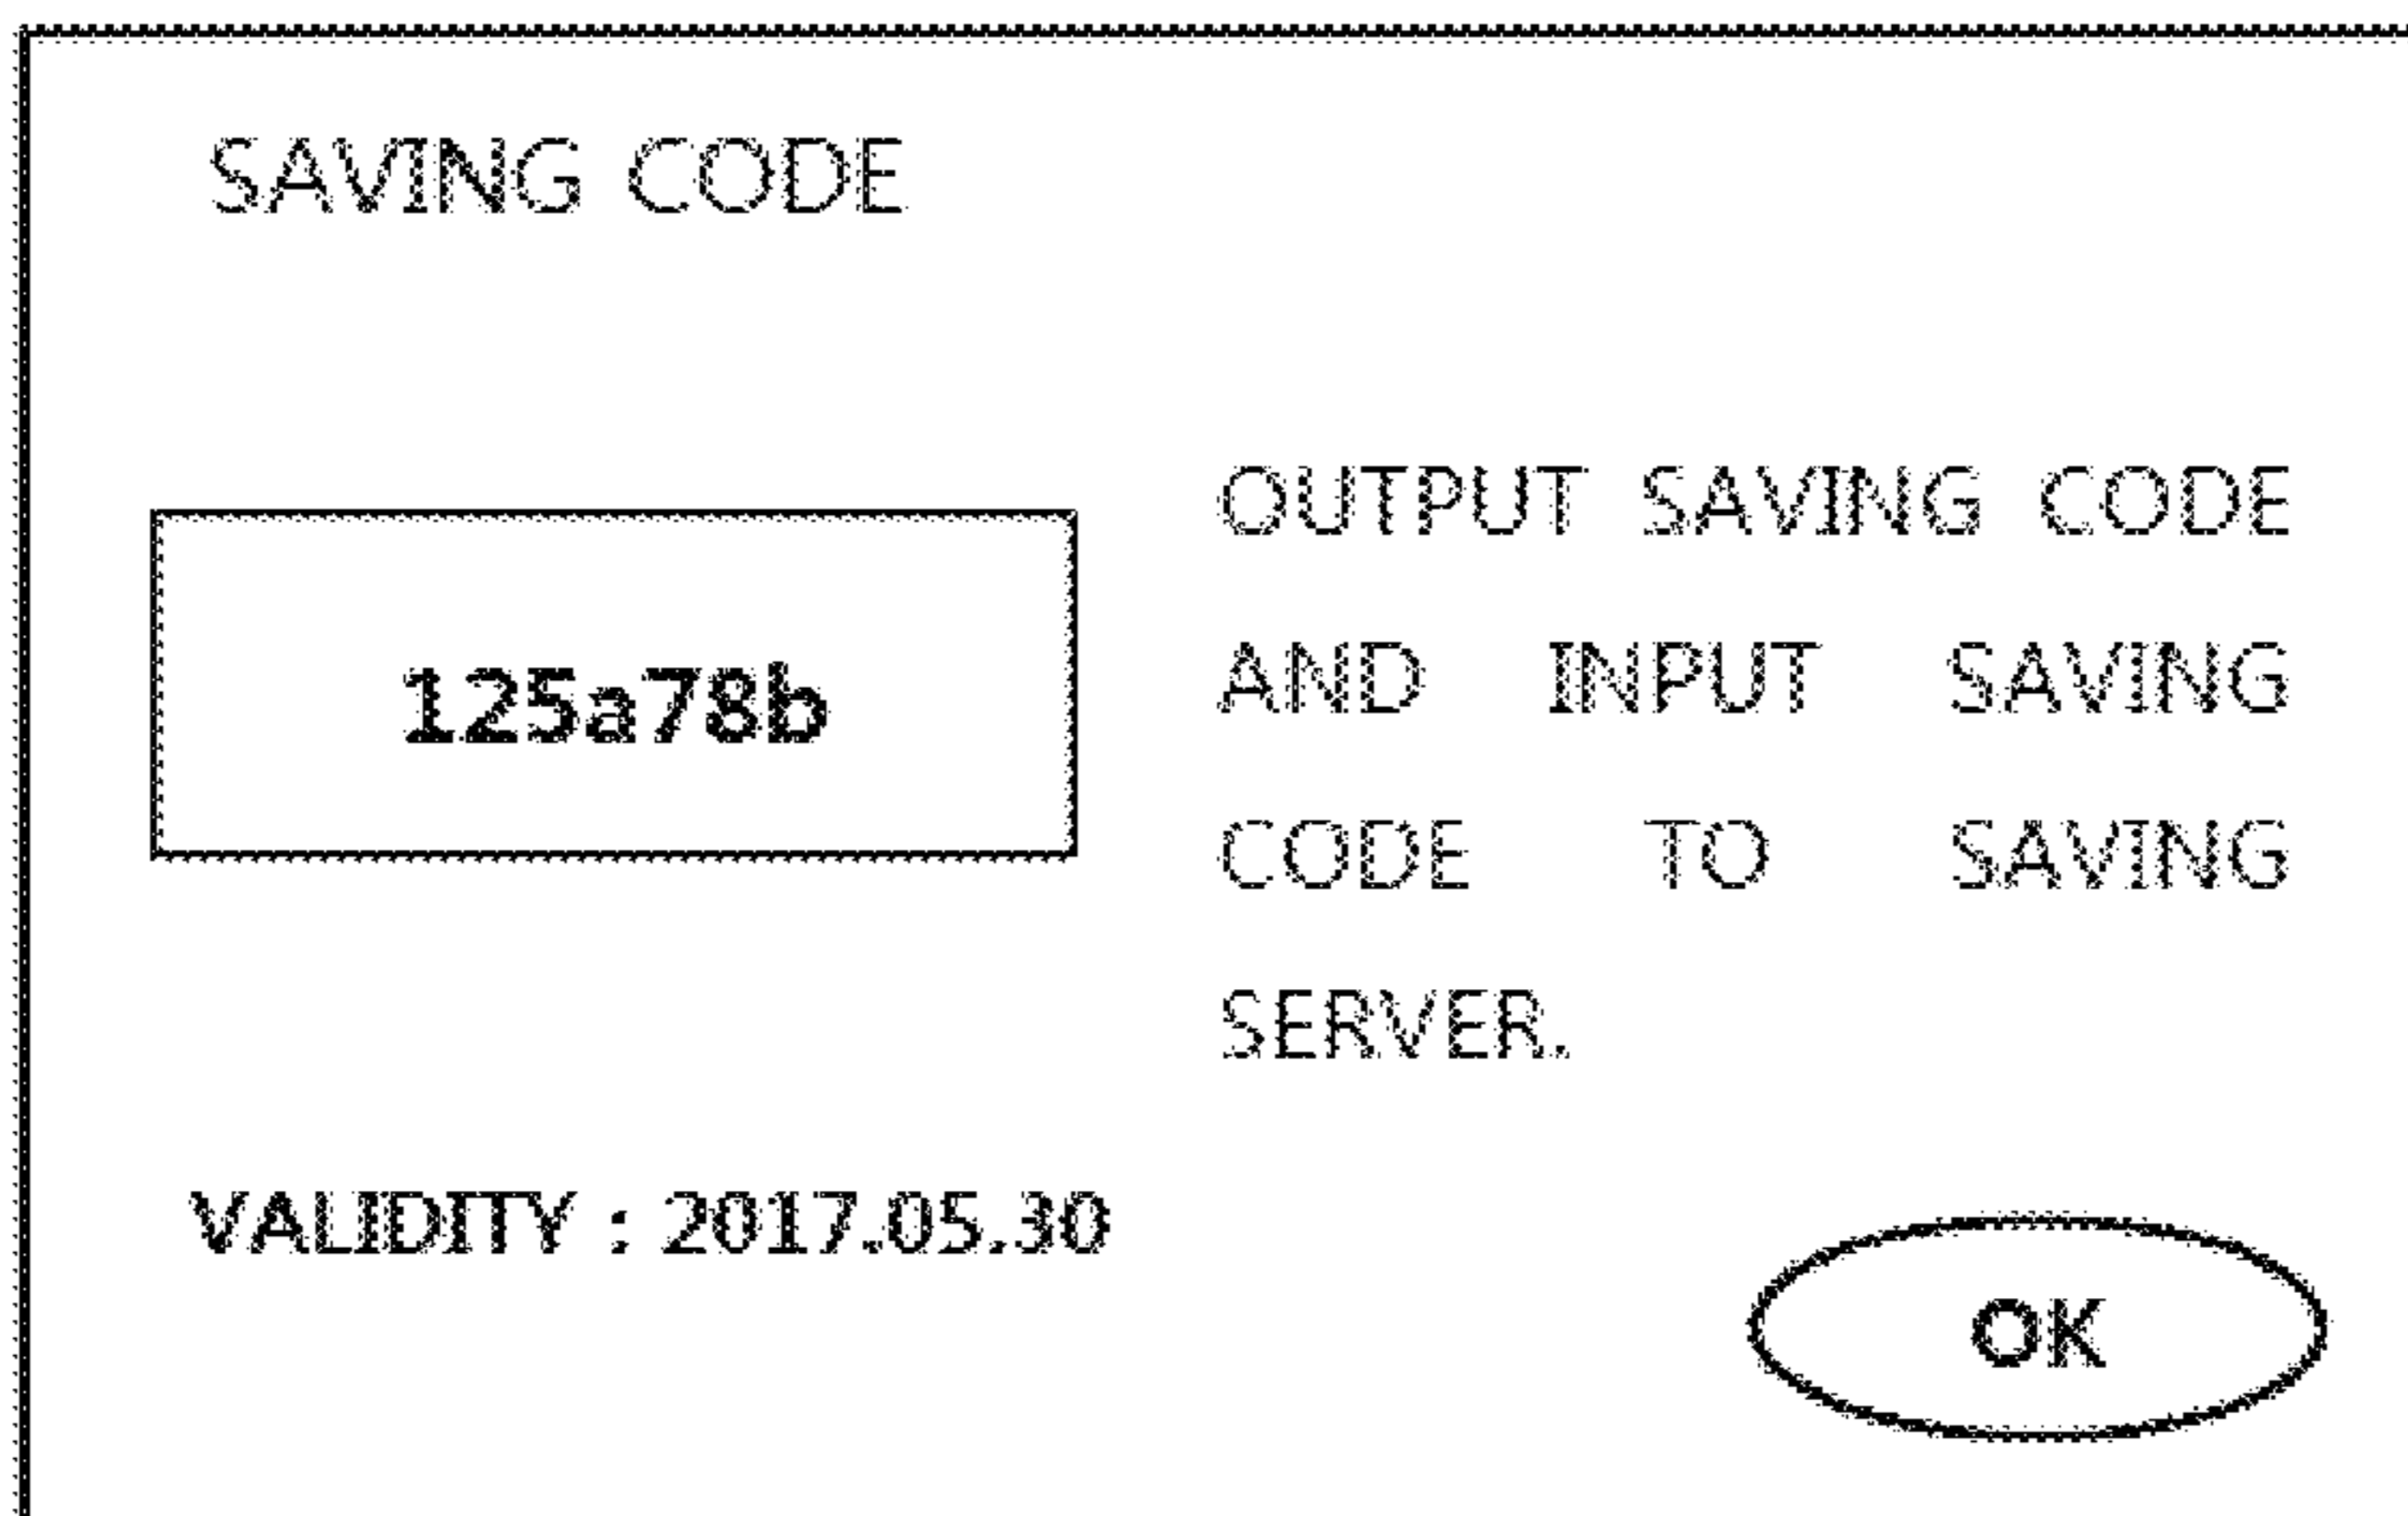 SAVING CODE
OUTPUT SAVING CODE
AND INPUT SAVING
CODE TO SAVING
SERVER.
125a78b
VALIDITY : 2017.05.30
OK